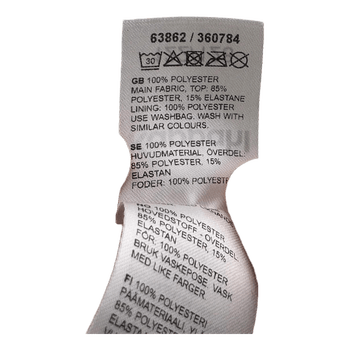 63862 / 360784
30
GB 100% POLYESTER
MAIN FABRIC, TOP: 85%
POLYESTER, 15% ELASTANE
LINING: 100% POLYESTER
USE WASHBAG. WASH WITH
SIMILAR COLOURS.
SE 100% POLYESTER
HUVUDMATERIAL, ÖVERDEL:
85% POLYESTER, 15%
ELASTAN
FODER: 100% POLYESTER
NO 100% POLYESTER
HOVEDSTOFF - OVERDEL:
85% POLYESTER, 15%
ELASTAN
FÔR: 100% POLYESTER
BRUK VASKEPOSE. VASK
MED LIKE FARGER.
FI 100% POLYESTERI
PÄÄMATERIAALI,
85% POLYESTERI
ELASTAN